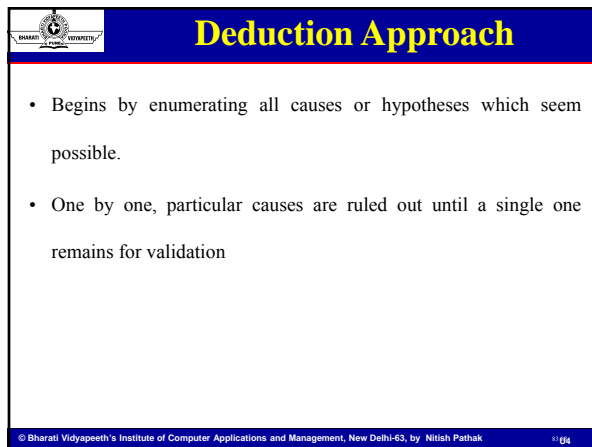 BHARATI VIDYAPEETH
PUNE
Deduction Approach
• Begins by enumerating all causes or hypotheses which seem
possible.
• One by one, particular causes are ruled out until a single one
remains for validation
© Bharati Vidyapeeth's Institute of Computer Applications and Management, New Delhi-63, by Nitish Pathak